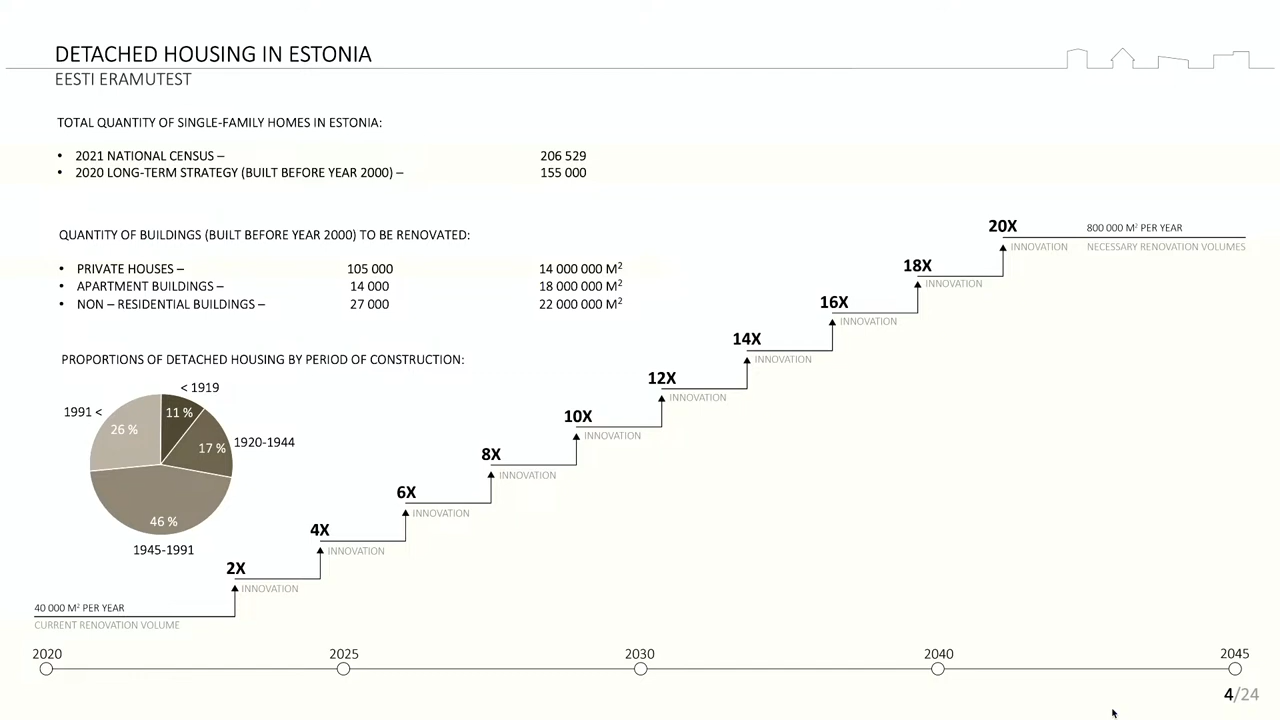 DETACHED HOUSING IN ESTONIA
EESTI ERAMUTEST
TOTAL QUANTITY OF SINGLE-FAMILY HOMES IN ESTONIA:
• 2021 NATIONAL CENSUS – 206 529
• 2020 LONG-TERM STRATEGY (BUILT BEFORE YEAR 2000) – 155 000
QUANTITY OF BUILDINGS (BUILT BEFORE YEAR 2000) TO BE RENOVATED:
• PRIVATE HOUSES – 105 000 14 000 000 M²
• APARTMENT BUILDINGS – 14 000 18 000 000 M²
• NON – RESIDENTIAL BUILDINGS – 27 000 22 000 000 M²
PROPORTIONS OF DETACHED HOUSING BY PERIOD OF CONSTRUCTION:
< 1919
11 %
1920-1944
17 %
1945-1991
46 %
1991 <
26 %
40 000 M² PER YEAR
CURRENT RENOVATION VOLUME
2X
INNOVATION
4X
INNOVATION
6X
INNOVATION
8X
INNOVATION
10X
INNOVATION
12X
INNOVATION
14X
INNOVATION
16X
INNOVATION
18X
INNOVATION
20X
INNOVATION
800 000 M² PER YEAR
NECESSARY RENOVATION VOLUMES
2020 2025 2030 2040 2045
4/24